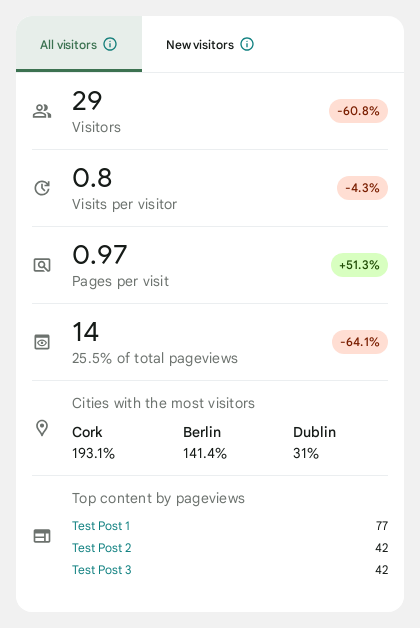 All visitors
New visitors
29
-60.8%
Visitors
0.8
-4.3%
Visits per visitor
0.97
+51.3%
Pages per visit
14
-64.1%
25.5% of total pageviews
Cities with the most visitors
Cork Berlin Dublin
193.1% 141.4% 31%
Top content by pageviews
Test Post 1 77
Test Post 2 42
Test Post 3 42